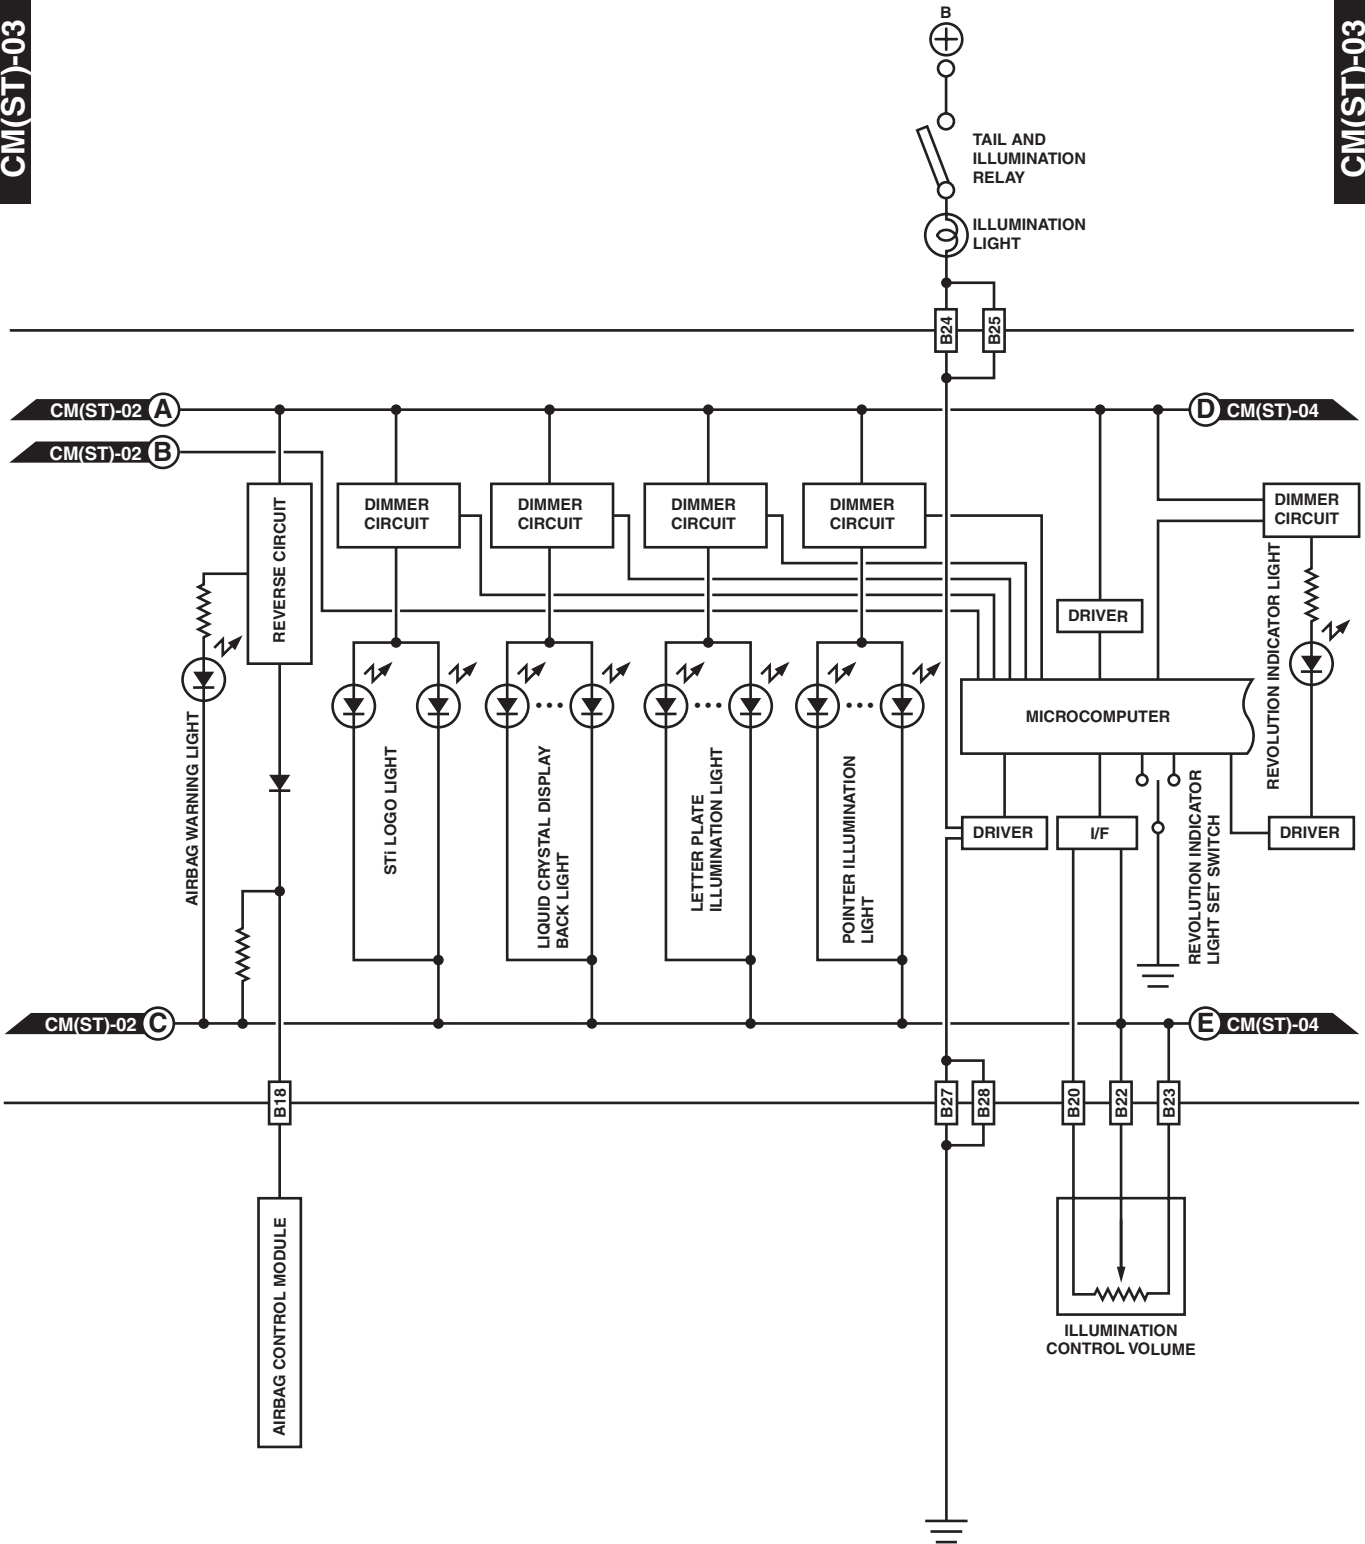 CM(ST)-03
CM(ST)-03
B
TAIL AND
ILLUMINATION
RELAY
ILLUMINATION
LIGHT
B24
B25
CM(ST)-02
A
D
CM(ST)-04
CM(ST)-02
B
REVERSE CIRCUIT
DIMMER
CIRCUIT
DIMMER
CIRCUIT
DIMMER
CIRCUIT
DIMMER
CIRCUIT
DIMMER
CIRCUIT
DRIVER
MICROCOMPUTER
REVOLUTION INDICATOR LIGHT
AIRBAG WARNING LIGHT
STi LOGO LIGHT
LIQUID CRYSTAL DISPLAY
BACK LIGHT
LETTER PLATE
ILLUMINATION LIGHT
POINTER ILLUMINATION
LIGHT
DRIVER
I/F
REVOLUTION INDICATOR
LIGHT SET SWITCH
DRIVER
CM(ST)-02
C
E
CM(ST)-04
B18
B27
B28
B20
B22
B23
AIRBAG CONTROL MODULE
ILLUMINATION
CONTROL VOLUME